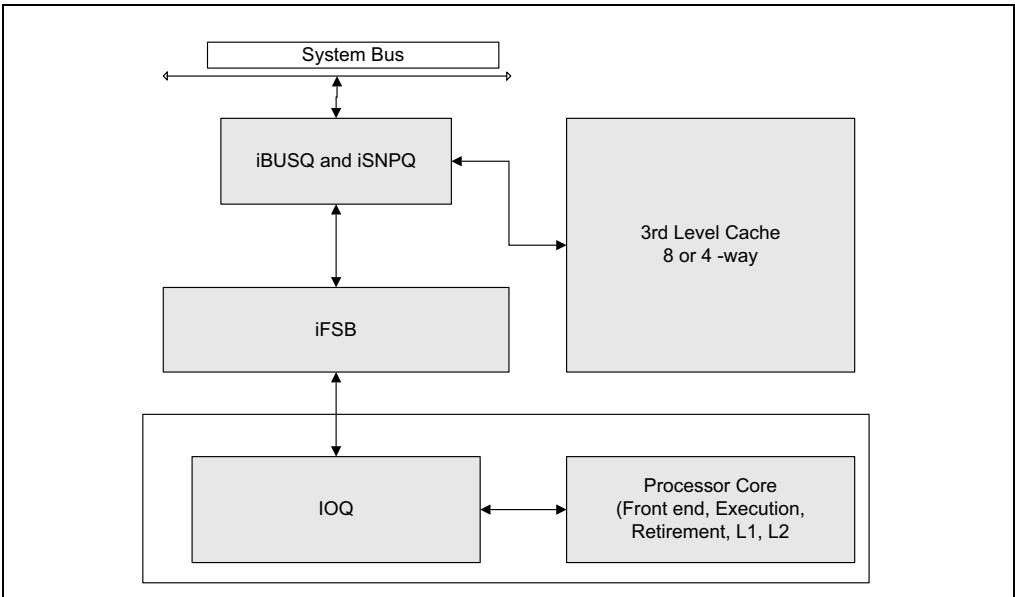 System Bus
iBUSQ and iSNPQ
3rd Level Cache
8 or 4 -way
iFSB
IOQ
Processor Core
(Front end, Execution,
Retirement, L1, L2